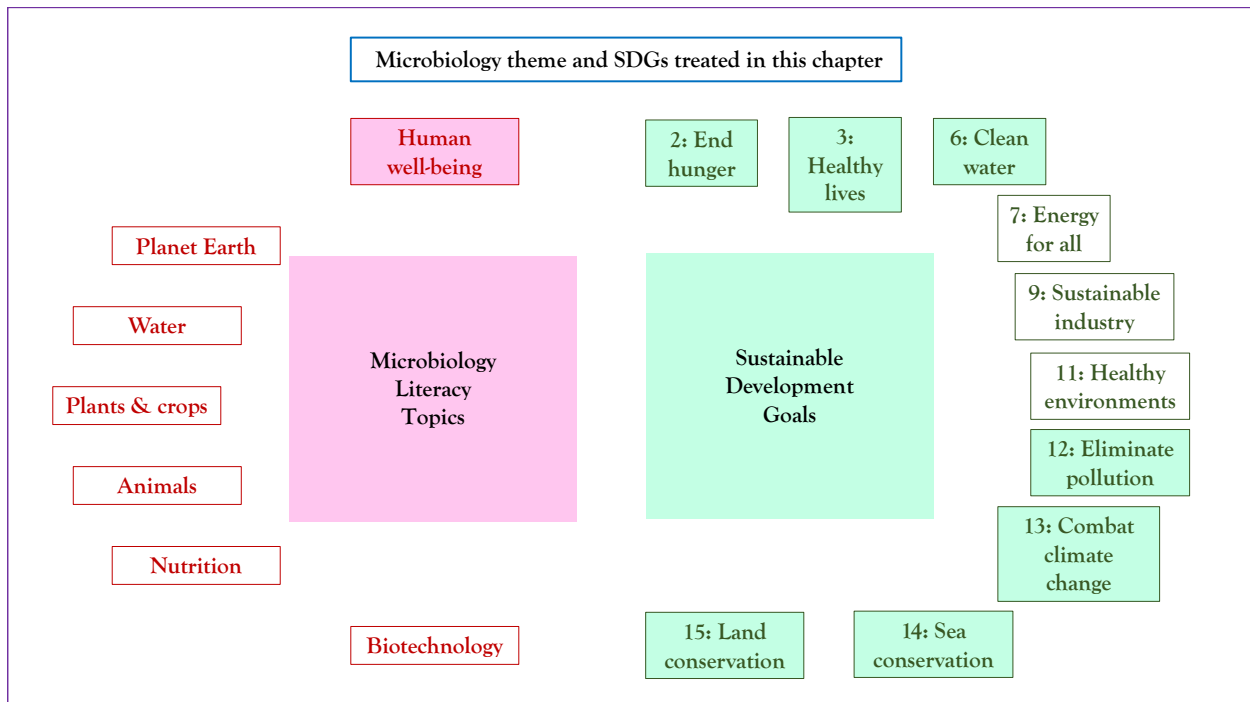 Microbiology theme and SDGs treated in this chapter
Human
well-being
2: End
hunger
3:
Healthy
lives
6: Clean
water
Planet Earth
7: Energy
for all
Water
9: Sustainable
industry
Microbiology
Literacy
Topics
Sustainable
Development
Goals
Plants & crops
11: Healthy
environments
Animals
12: Eliminate
pollution
Nutrition
13: Combat
climate
change
Biotechnology
15: Land
conservation
14: Sea
conservation